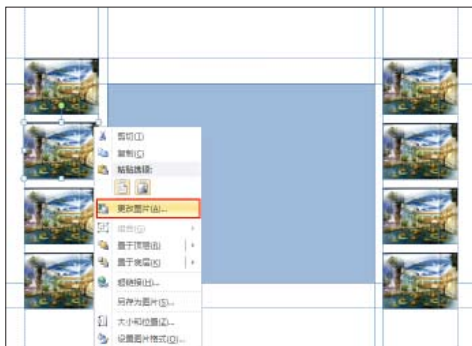 剪切(T)
复制(C)
粘贴选项:
更改图片(A)...
组合(G)
置于顶层(R)
置于底层(K)
超链接(H)...
另存为图片(S)...
大小和位置(Z)...
设置图片格式(O)...